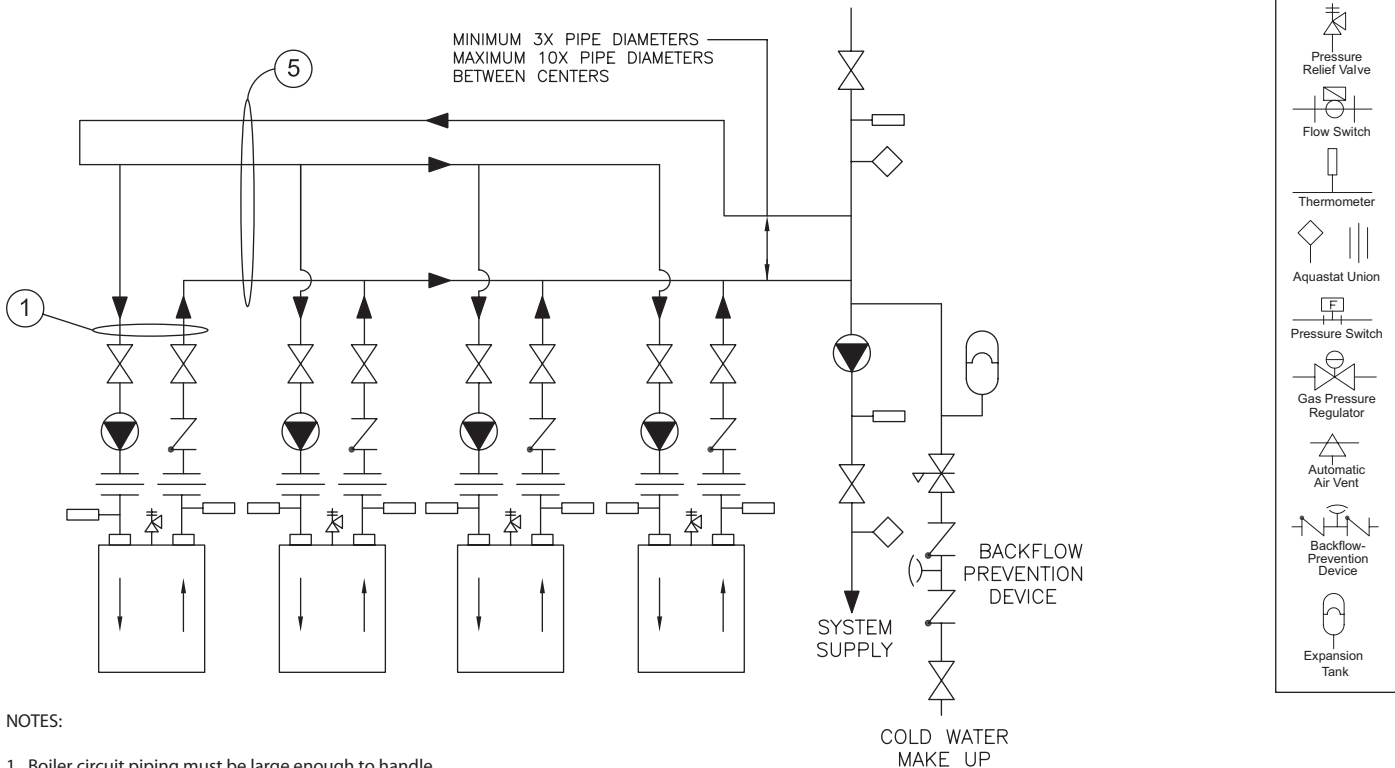 MINIMUM 3X PIPE DIAMETERS
MAXIMUM 10X PIPE DIAMETERS
BETWEEN CENTERS
5
1
BACKFLOW
PREVENTION
DEVICE
SYSTEM
SUPPLY
COLD WATER
MAKE UP
Pressure
Relief Valve
Flow Switch
Thermometer
Aquastat Union
F
Pressure Switch
Gas Pressure
Regulator
Automatic
Air Vent
Backflow-
Prevention
Device
Expansion
Tank
NOTES:
1. Boiler circuit piping must be large enough to handle